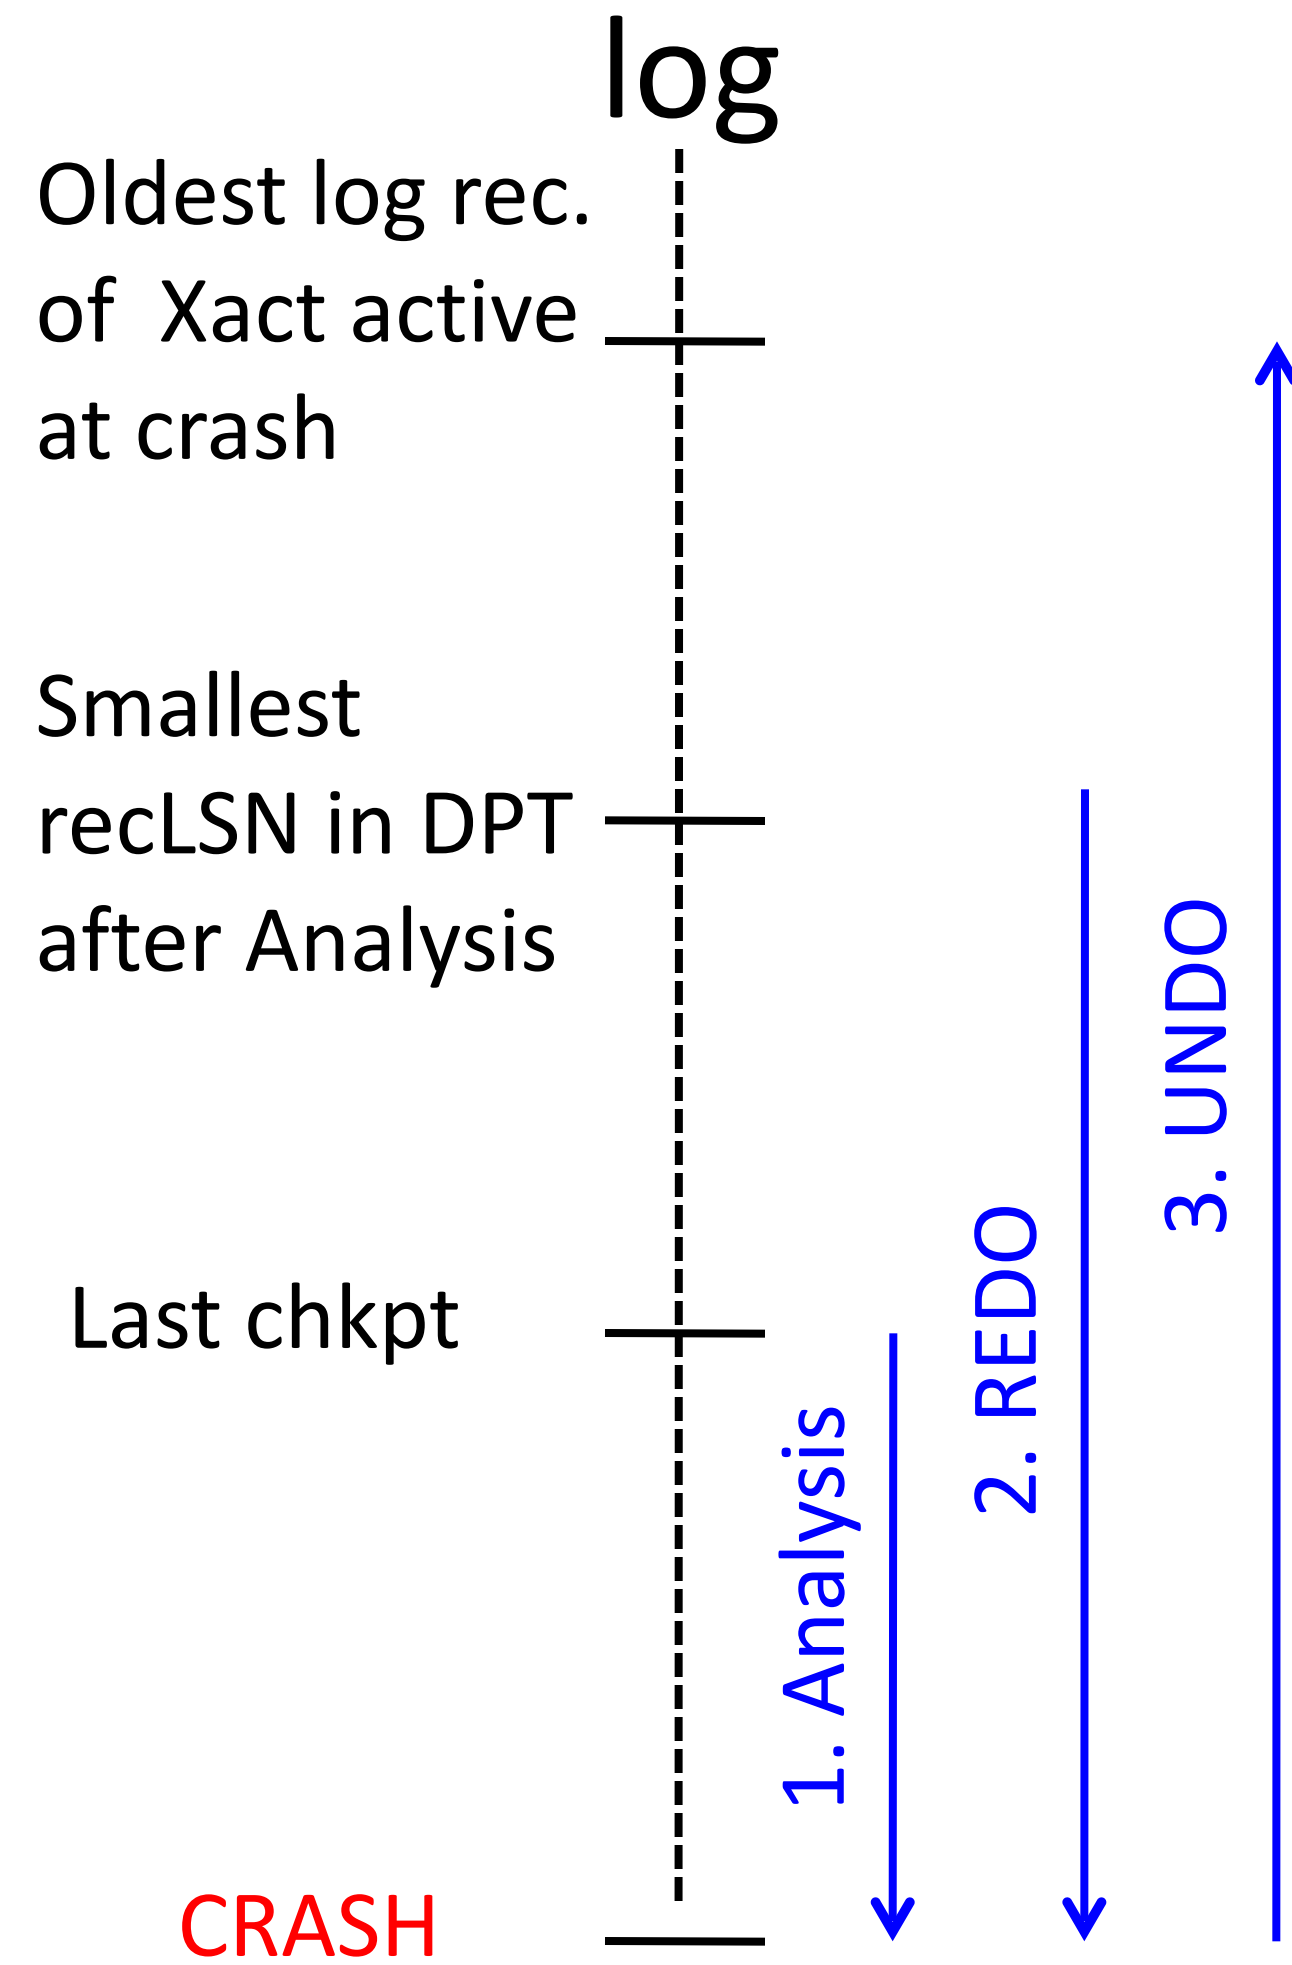 log
Oldest log rec.
of  Xact active
at crash
Smallest
recLSN in DPT
after Analysis
Last chkpt
CRASH
1. Analysis
2. REDO
3. UNDO